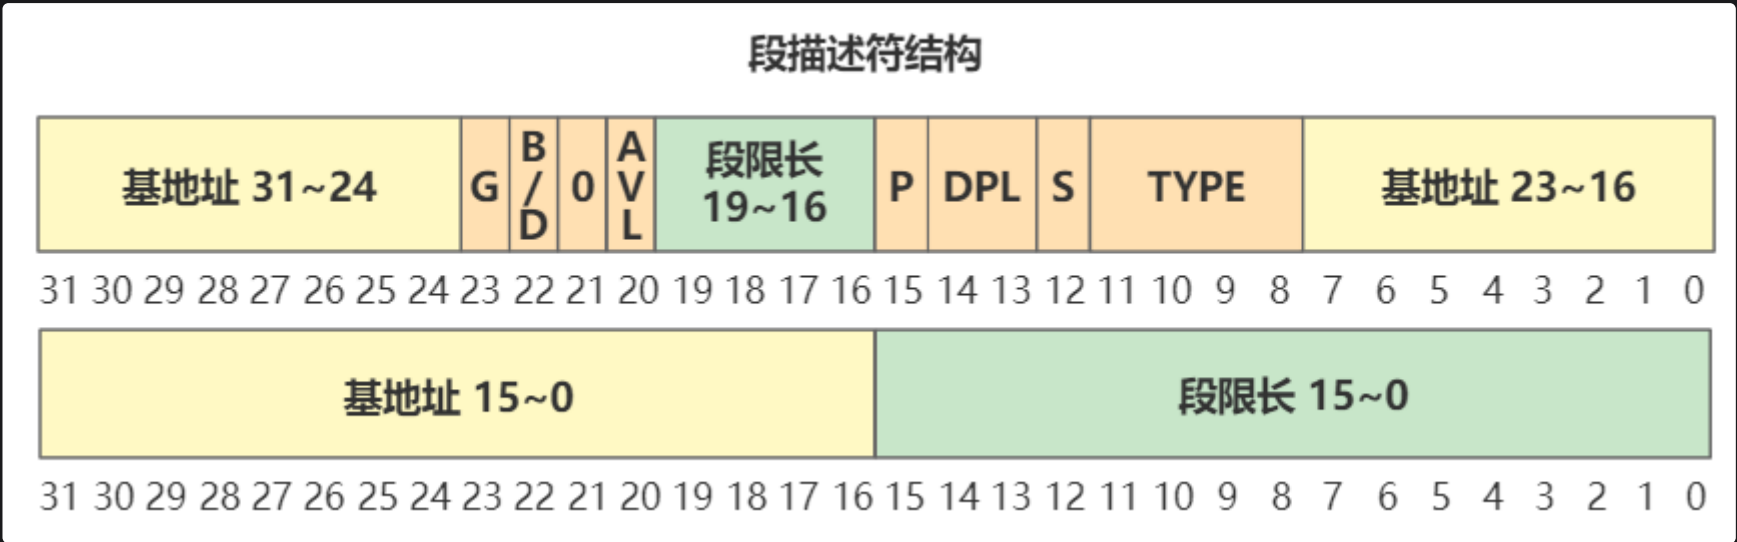 段描述符结构
基地址 31~24 G B/D 0 AVL 段限长 19~16 P DPL S TYPE 基地址 23~16
31 30 29 28 27 26 25 24 23 22 21 20 19 18 17 16 15 14 13 12 11 10 9 8 7 6 5 4 3 2 1 0
基地址 15~0 段限长 15~0
31 30 29 28 27 26 25 24 23 22 21 20 19 18 17 16 15 14 13 12 11 10 9 8 7 6 5 4 3 2 1 0